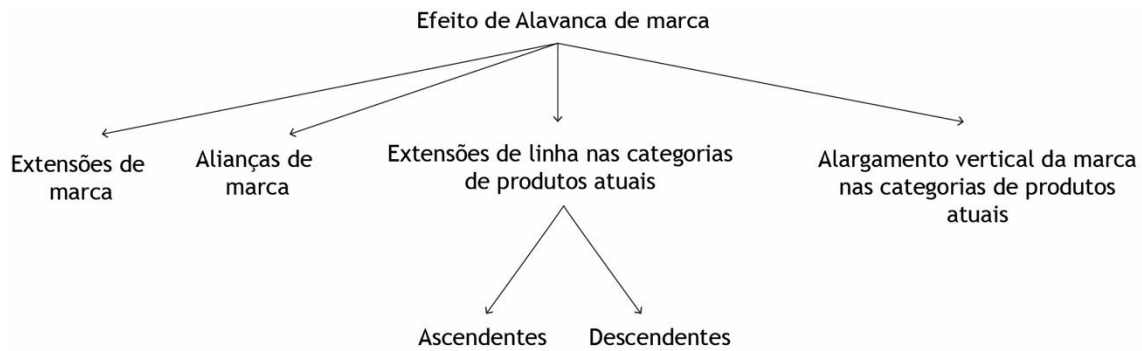 Efeito de Alavanca de marca
Extensões de
marca
Alianças de
marca
Extensões de linha nas categorias
de produtos atuais
Alargamento vertical da marca
nas categorias de produtos
atuais
Ascendentes
Descendentes